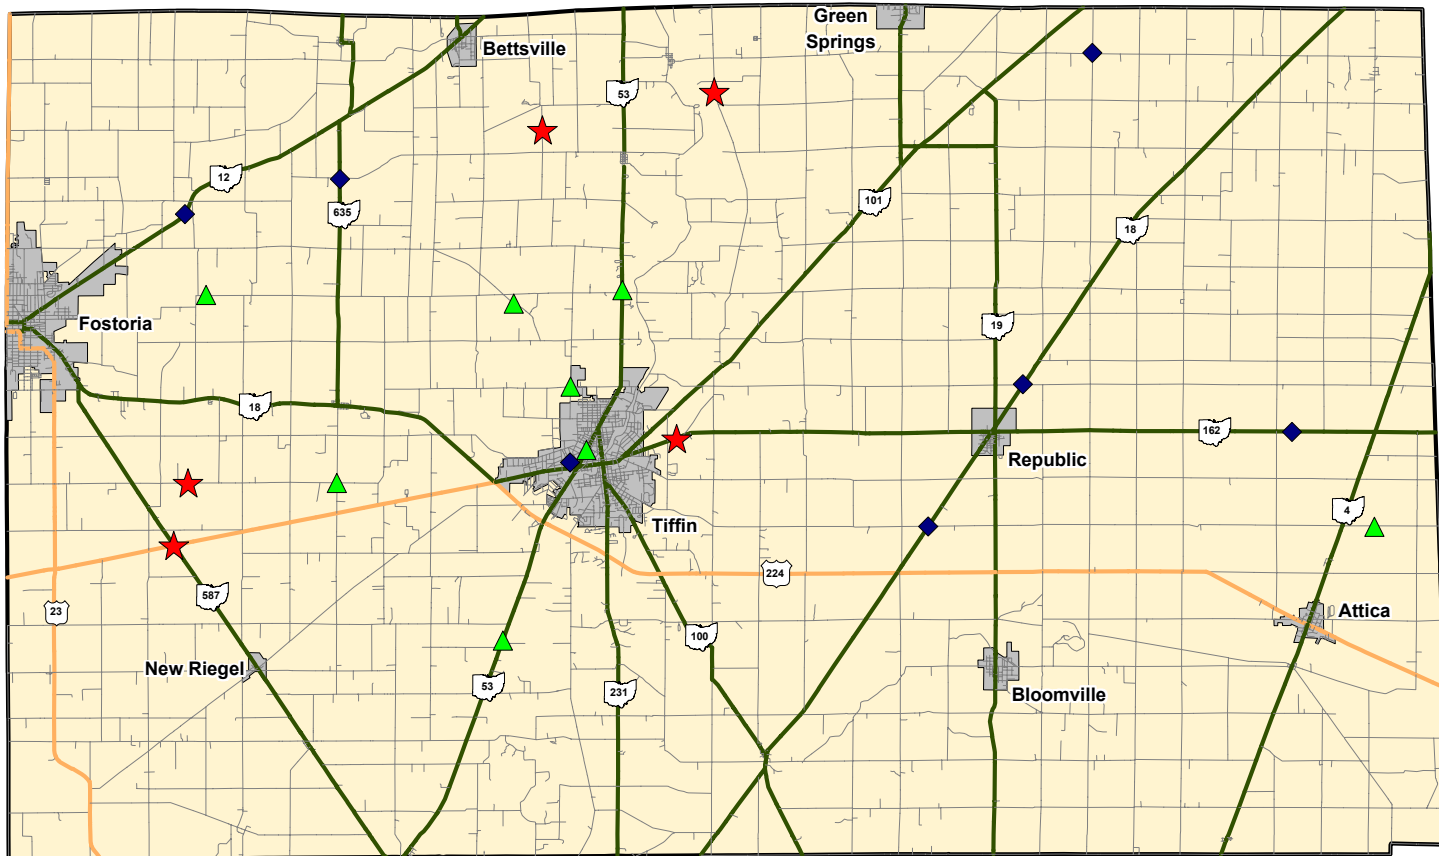 Green
Springs
Bettsville
53
12
101
635
18
Fostoria
19
18
162
Republic
4
Tiffin
224
587
23
Attica
100
New Riegel
53
231
Bloomville